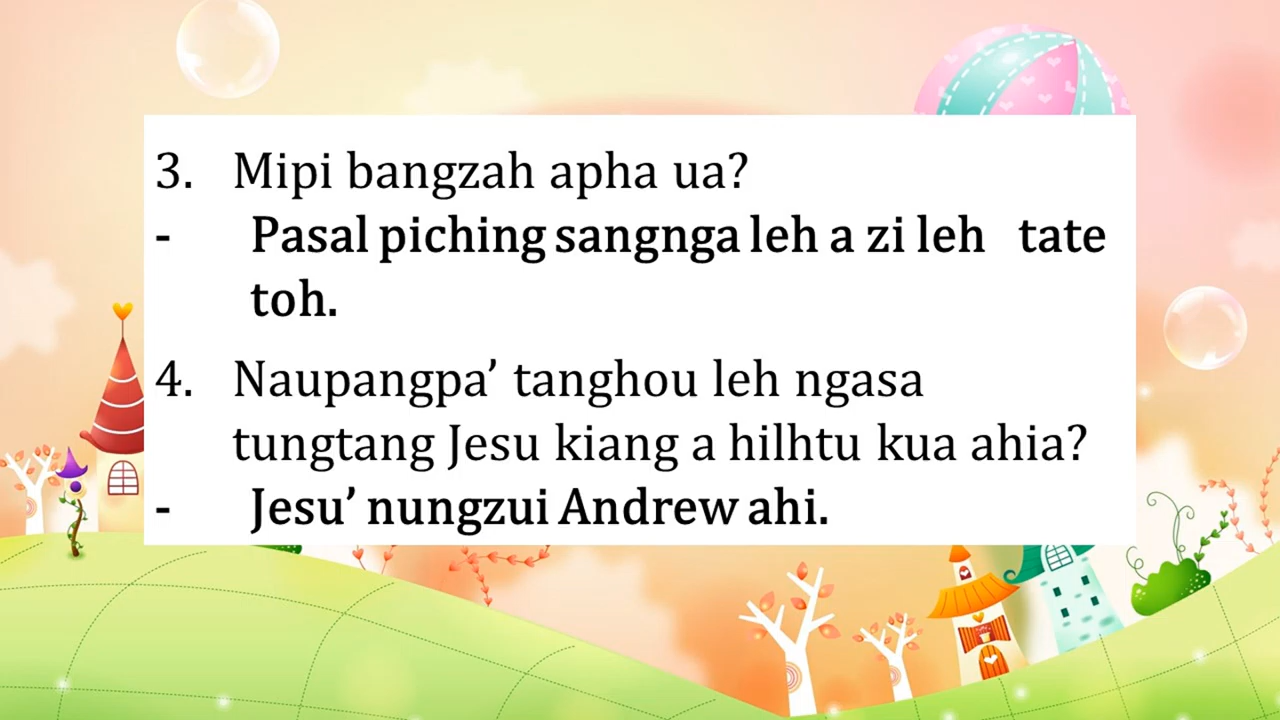 3. Mipi bangzah apha ua?
- Pasal piching sangnga leh a zi leh tate
toh.
4. Naupangpa’ tanghou leh ngasa
tungtang Jesu kiang a hilhtu kua ahia?
- Jesu’ nungzui Andrew ahi.